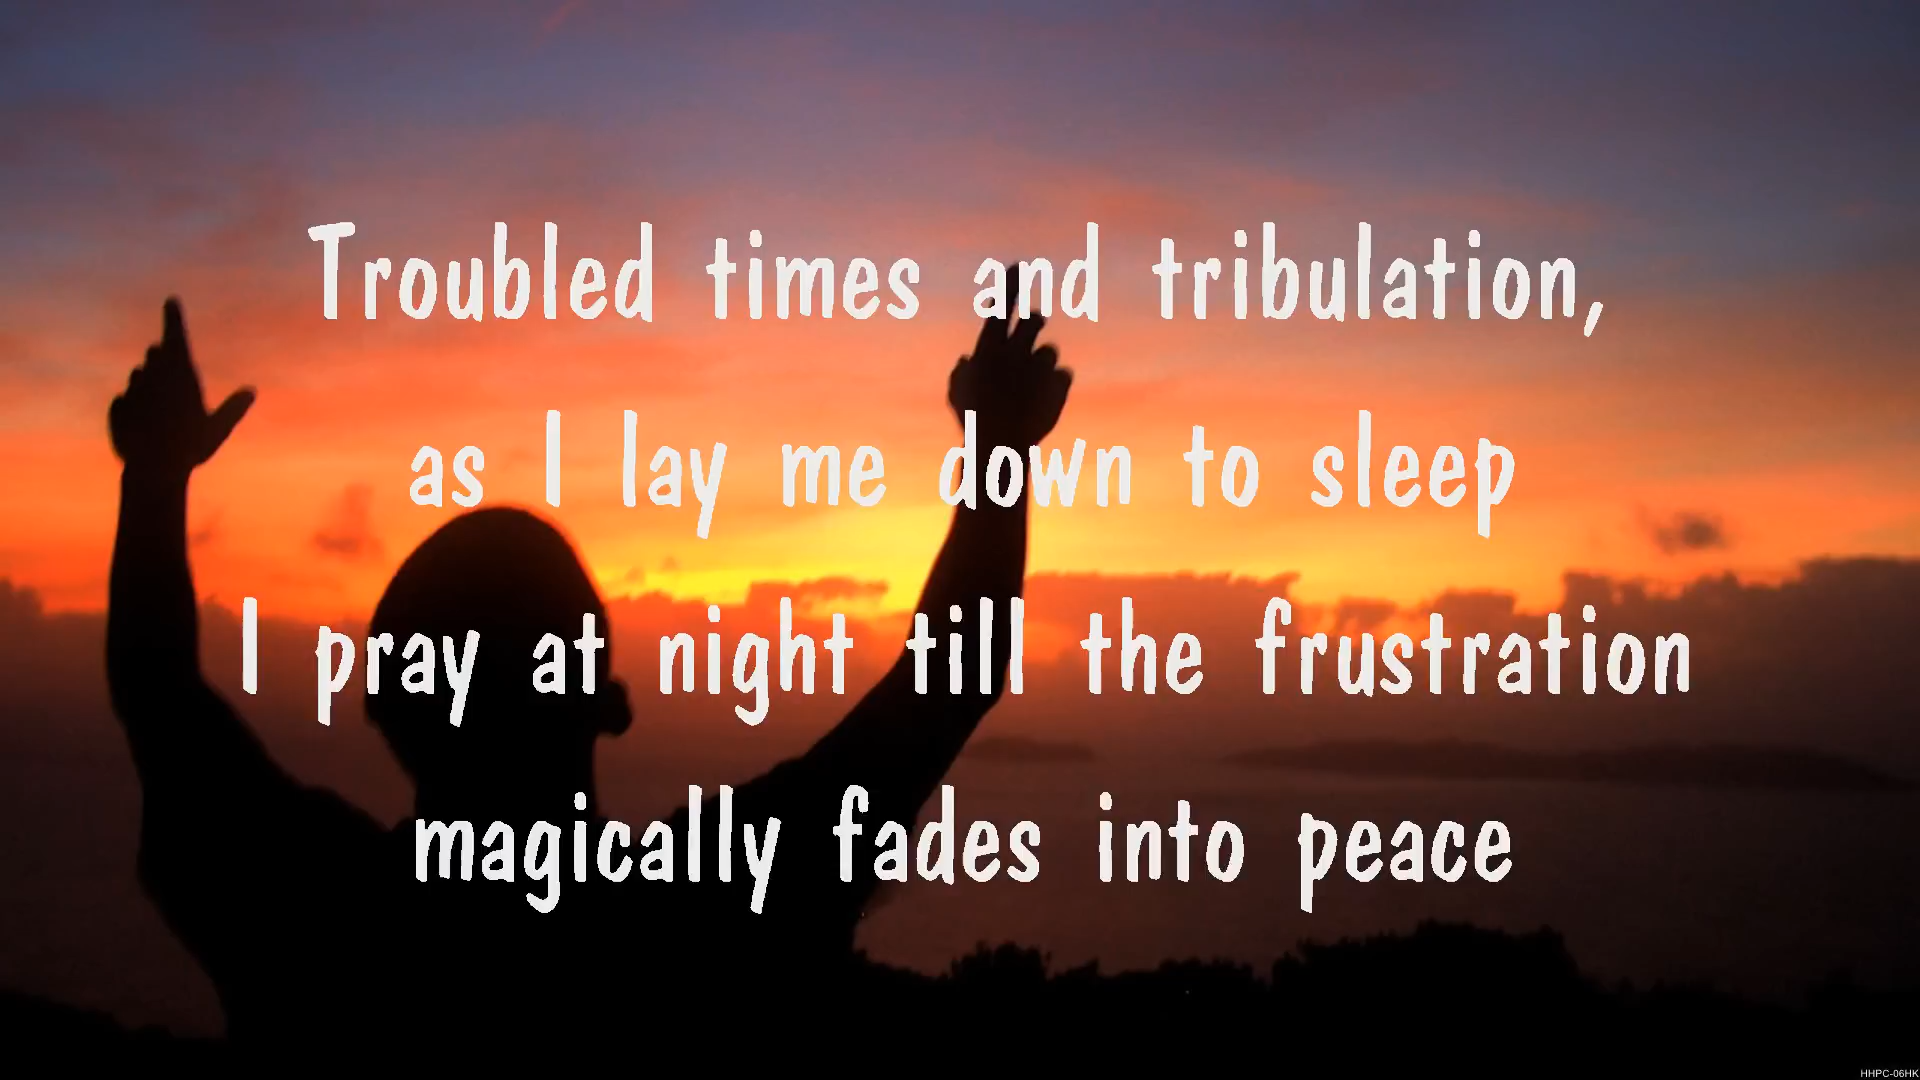 Troubled times and tribulation,
as I lay me down to sleep
I pray at night till the frustration
magically fades into peace
HHPC-06HK